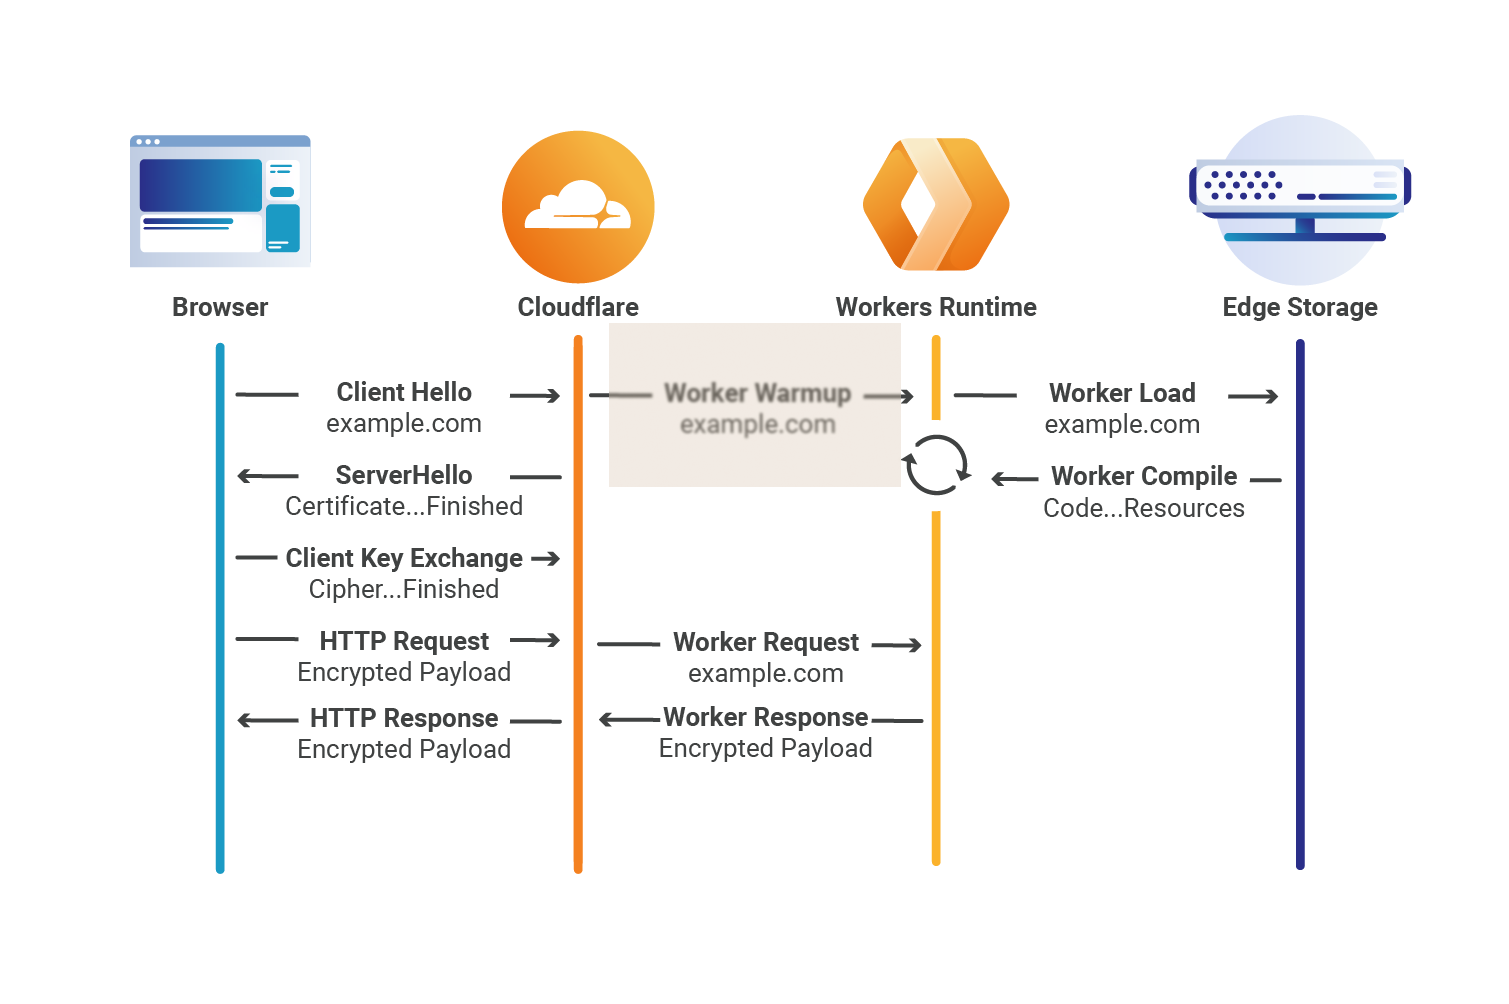 Browser
Cloudflare
Workers Runtime
Edge Storage
Client Hello
example.com
Worker Warmup
example.com
Worker Load
example.com
ServerHello
Certificate...Finished
Worker Compile
Code...Resources
Client Key Exchange
Cipher...Finished
HTTP Request
Encrypted Payload
Worker Request
example.com
HTTP Response
Encrypted Payload
Worker Response
Encrypted Payload